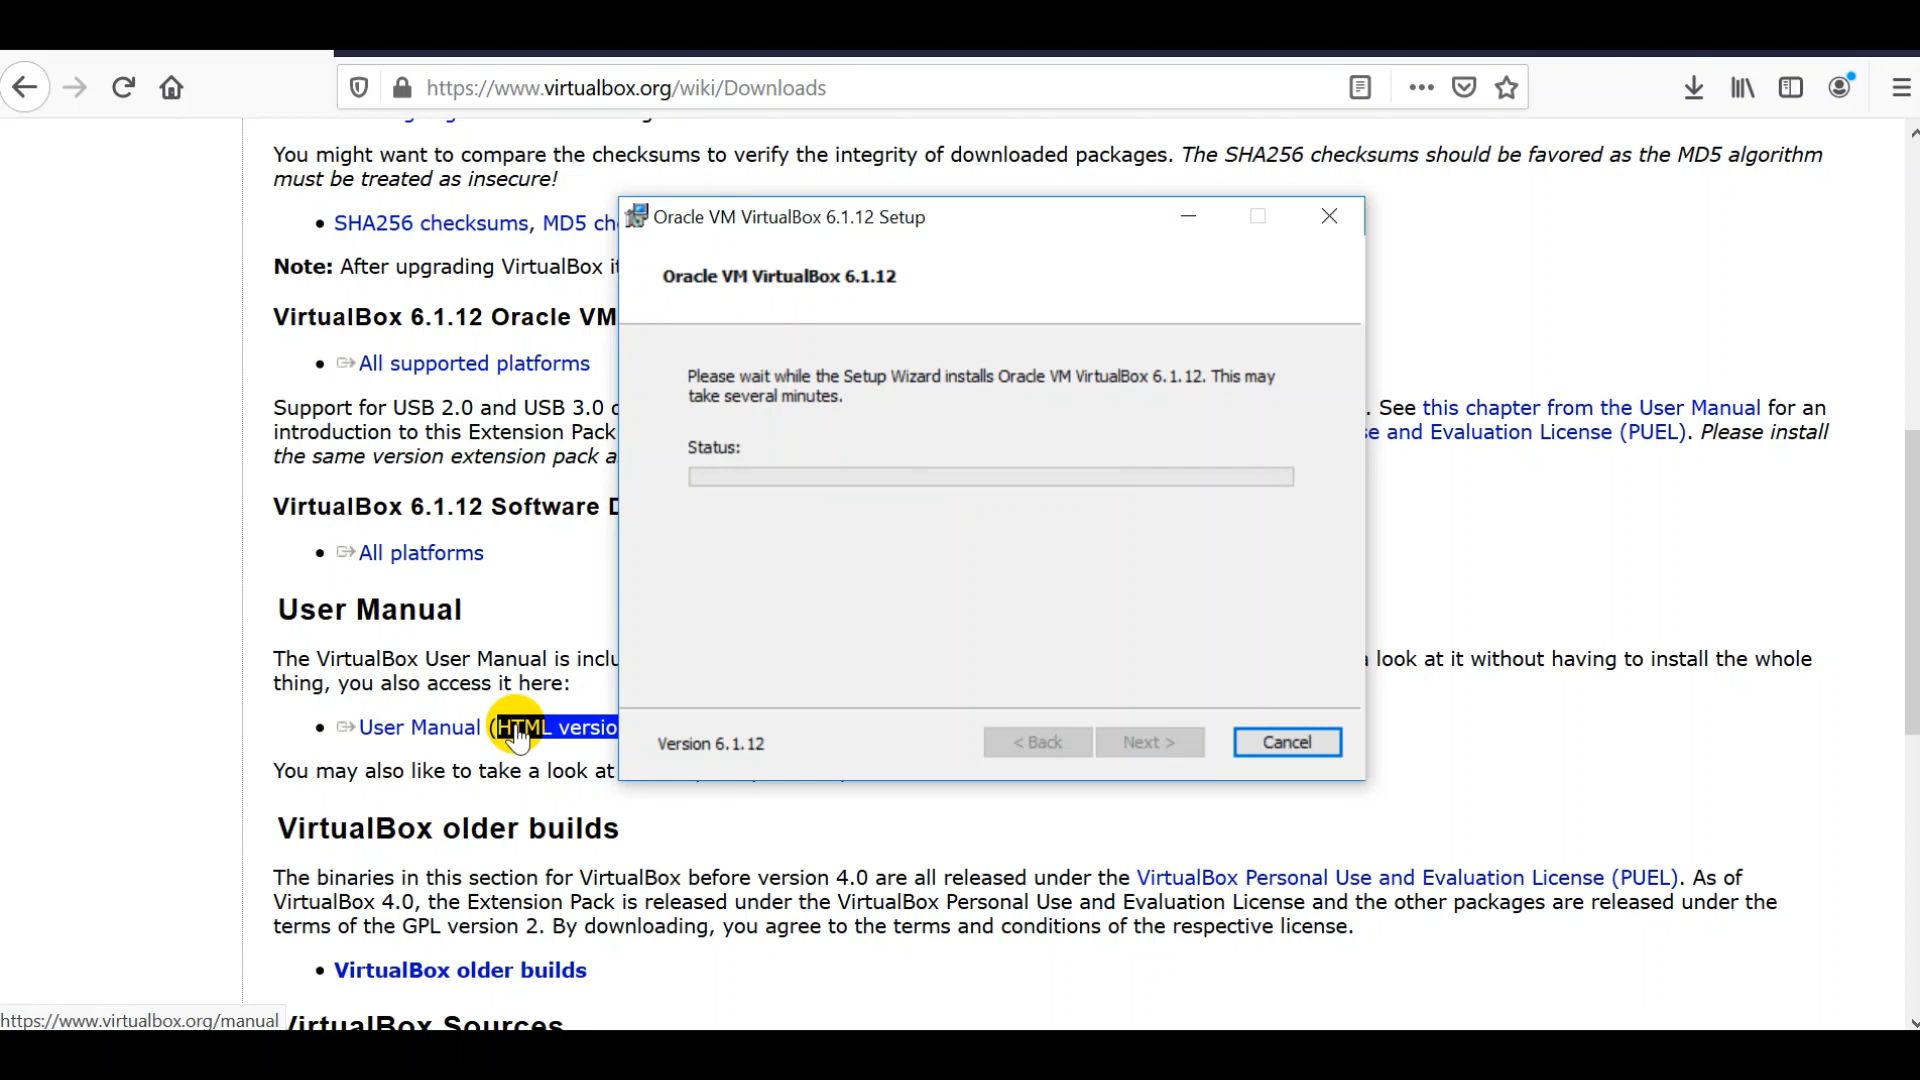 https://www.virtualbox.org/wiki/Downloads
You might want to compare the checksums to verify the integrity of downloaded packages. The SHA256 checksums should be favored as the MD5 algorithm
must be treated as insecure!
SHA256 checksums, MD5 ch
Note: After upgrading VirtualBox it
VirtualBox 6.1.12 Oracle VM
All supported platforms
Support for USB 2.0 and USB 3.0 . See this chapter from the User Manual for an
introduction to this Extension Pack e and Evaluation License (PUEL). Please install
the same version extension pack a
VirtualBox 6.1.12 Software D
All platforms
User Manual
The VirtualBox User Manual is inclu look at it without having to install the whole
thing, you also access it here:
User Manual (HTML versio
You may also like to take a look at
VirtualBox older builds
The binaries in this section for VirtualBox before version 4.0 are all released under the VirtualBox Personal Use and Evaluation License (PUEL). As of
VirtualBox 4.0, the Extension Pack is released under the VirtualBox Personal Use and Evaluation License and the other packages are released under the
terms of the GPL version 2. By downloading, you agree to the terms and conditions of the respective license.
VirtualBox older builds
VirtualBox Sources
https://www.virtualbox.org/manual
Oracle VM VirtualBox 6.1.12 Setup
Oracle VM VirtualBox 6.1.12
Please wait while the Setup Wizard installs Oracle VM VirtualBox 6.1.12. This may
take several minutes.
Status:
Version 6.1.12
< Back Next > Cancel